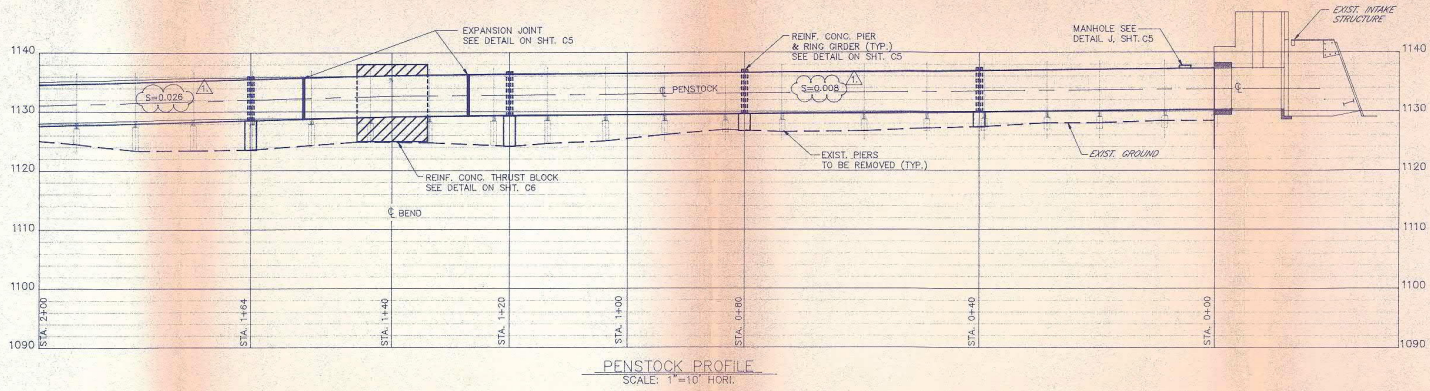 EXIST. INTAKE
STRUCTURE
EXPANSION JOINT
SEE DETAIL ON SHT. C5
REINF. CONC. PIER
& RING GIRDER (TYP.)
SEE DETAIL ON SHT. C5
MANHOLE SEE
DETAIL J, SHT. C5
1140
1140
1
S=0.026
℄ PENSTOCK
1
S=0.008
℄
1130
1130
EXIST. PIERS
TO BE REMOVED (TYP.)
EXIST. GROUND
1120
1120
REINF. CONC. THRUST BLOCK
SEE DETAIL ON SHT. C6
℄ BEND
1110
1110
1100
1100
STA. 2+00
STA. 1+64
STA. 1+40
STA. 1+20
STA. 1+00
STA. 0+80
STA. 0+40
STA. 0+00
1090
1090
PENSTOCK PROFILE
SCALE: 1"=10' HORI.